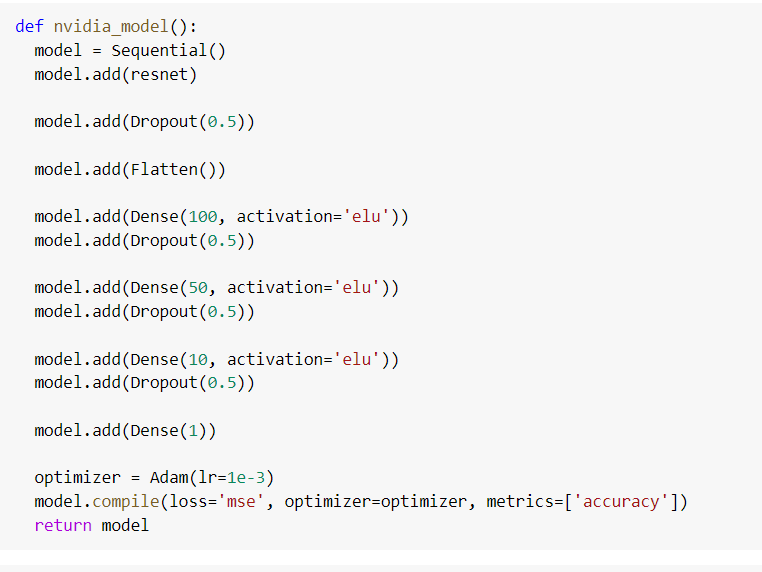 def nvidia_model():
model = Sequential()
model.add(resnet)
model.add(Dropout(0.5))
model.add(Flatten())
model.add(Dense(100, activation='elu'))
model.add(Dropout(0.5))
model.add(Dense(50, activation='elu'))
model.add(Dropout(0.5))
model.add(Dense(10, activation='elu'))
model.add(Dropout(0.5))
model.add(Dense(1))
optimizer = Adam(lr=1e-3)
model.compile(loss='mse', optimizer=optimizer, metrics=['accuracy'])
return model